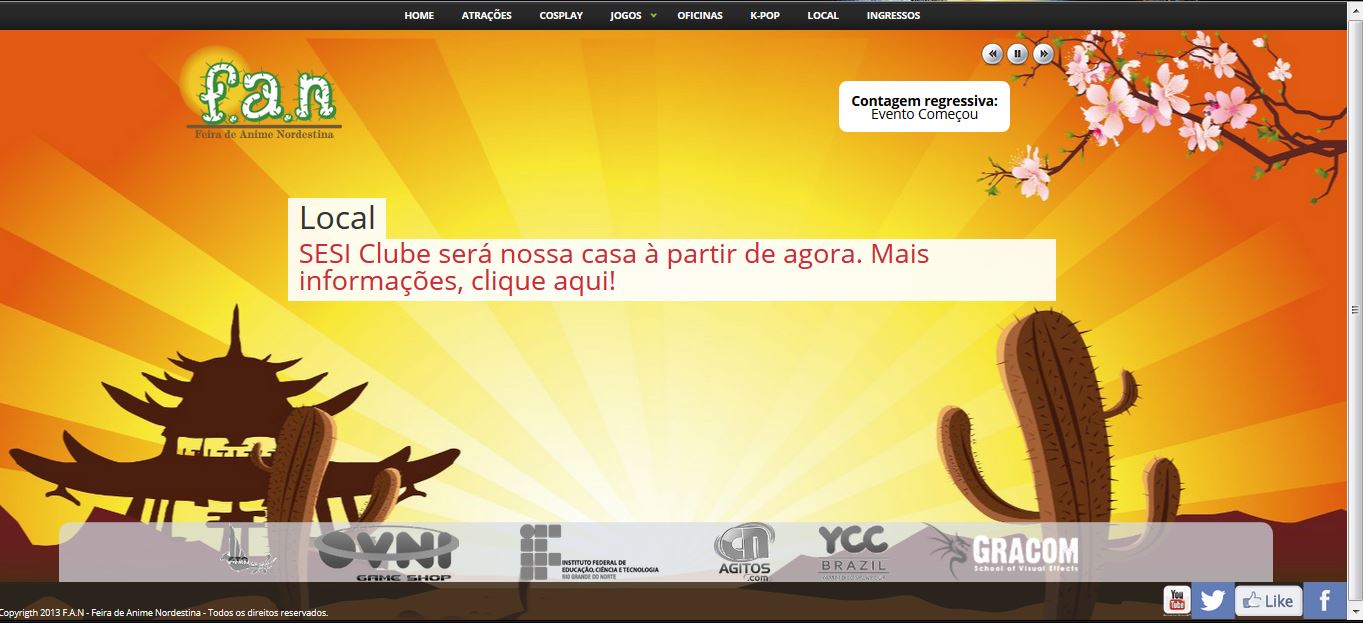 HOME ATRAÇÕES COSPLAY JOGOS OFICINAS K-POP LOCAL INGRESSOS
f.a.n
Feira de Anime Nordestina
Contagem regressiva:
Evento Começou
Local
SESI Clube será nossa casa à partir de agora. Mais
informações, clique aqui!
OVNI
GAME SHOP
INSTITUTO FEDERAL DE
EDUCAÇÃO, CIÊNCIA E TECNOLOGIA
RIO GRANDE DO NORTE
cn
AGITOS
.com
YCC
BRAZIL
GRACOM
School of Visual Effects
You
Tube
Like
f
Copyrigth 2013 F.A.N - Feira de Anime Nordestina - Todos os direitos reservados.